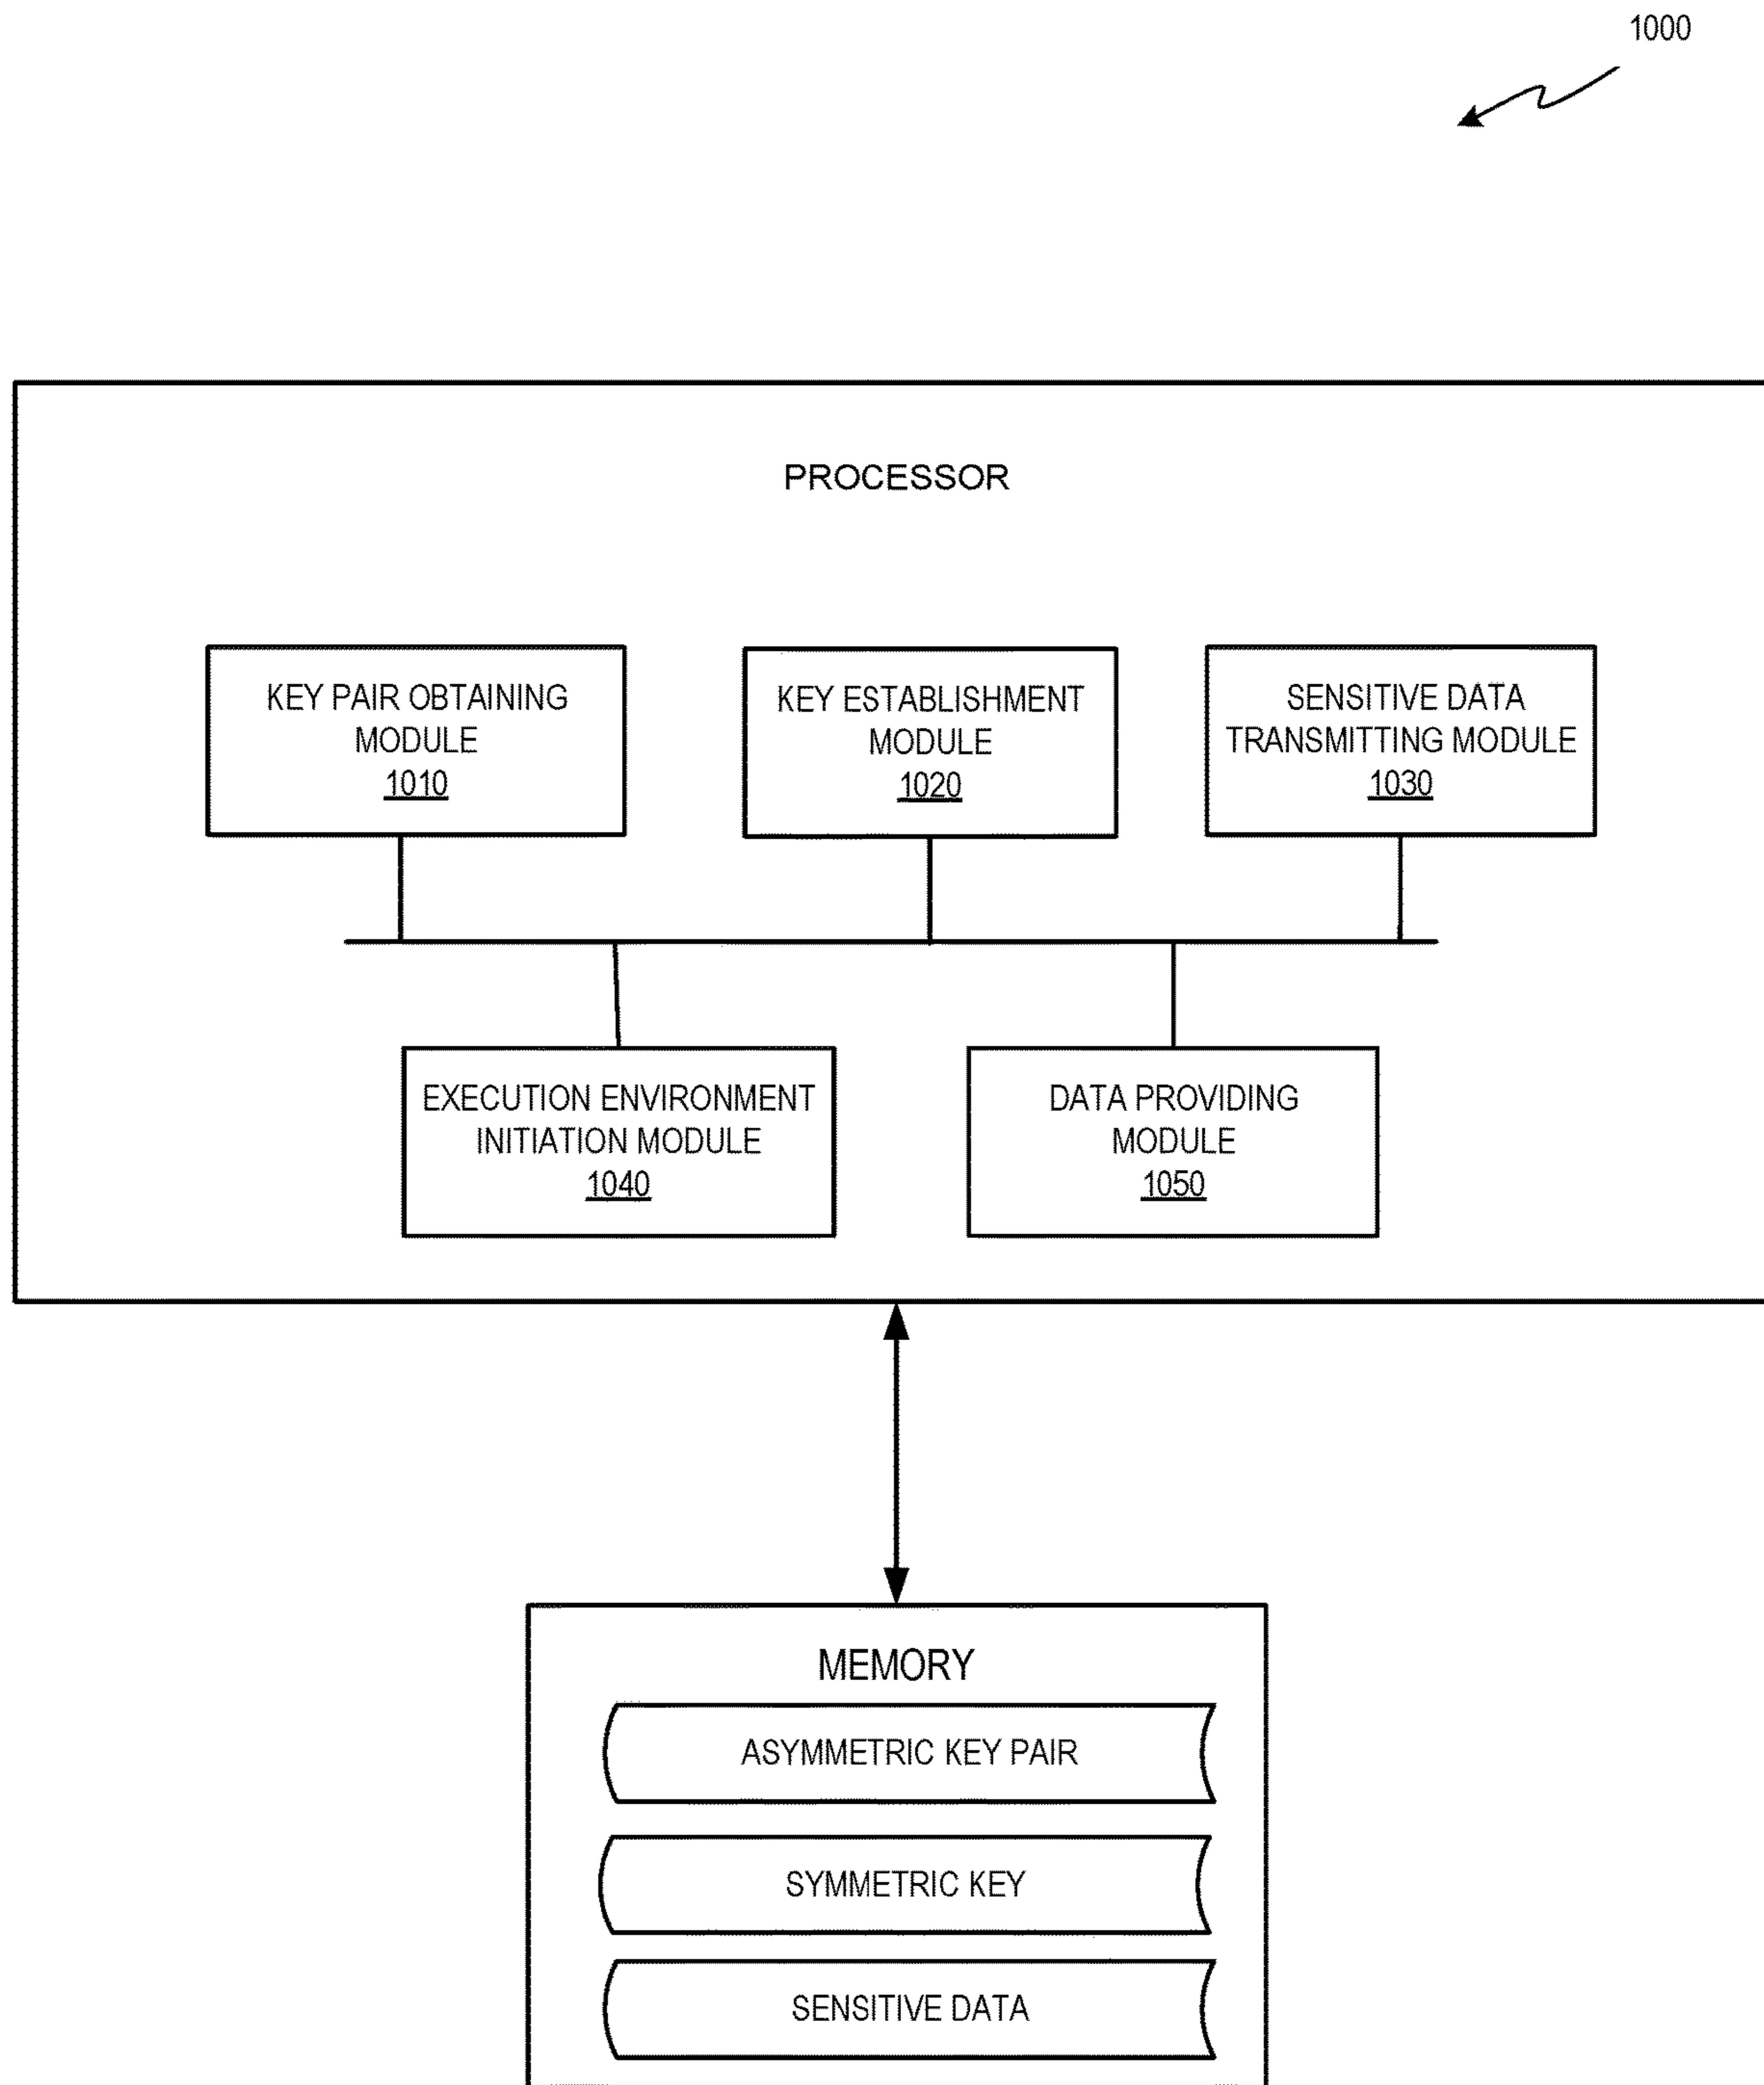 1000
PROCESSOR
KEY PAIR OBTAINING
MODULE
1010
KEY ESTABLISHMENT
MODULE
1020
SENSITIVE DATA
TRANSMITTING MODULE
1030
EXECUTION ENVIRONMENT
INITIATION MODULE
1040
DATA PROVIDING
MODULE
1050
MEMORY
ASYMMETRIC KEY PAIR
SYMMETRIC KEY
SENSITIVE DATA